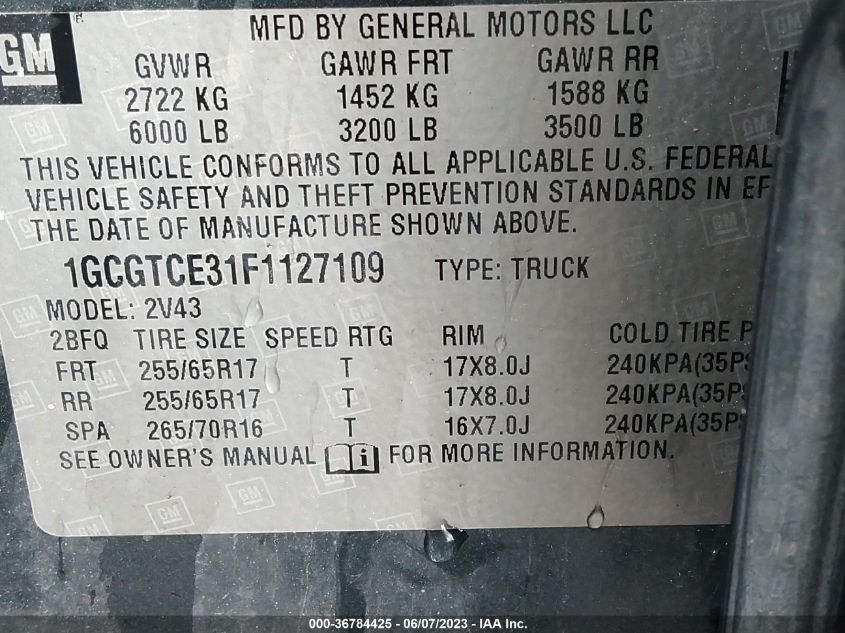 GM
MFD BY GENERAL MOTORS LLC
GVWR GAWR FRT GAWR RR
2722 KG 1452 KG 1588 KG
6000 LB 3200 LB 3500 LB
THIS VEHICLE CONFORMS TO ALL APPLICABLE U.S. FEDERAL
VEHICLE SAFETY AND THEFT PREVENTION STANDARDS IN EF
THE DATE OF MANUFACTURE SHOWN ABOVE.
1GCGTCE31F1127109 TYPE: TRUCK
MODEL: 2V43
2BFQ TIRE SIZE SPEED RTG RIM COLD TIRE P
FRT 255/65R17 T 17X8.0J 240KPA(35PS
RR 255/65R17 T 17X8.0J 240KPA(35PS
SPA 265/70R16 T 16X7.0J 240KPA(35PS
SEE OWNER'S MANUAL i FOR MORE INFORMATION.
000-36784425 - 06/07/2023 - IAA Inc.